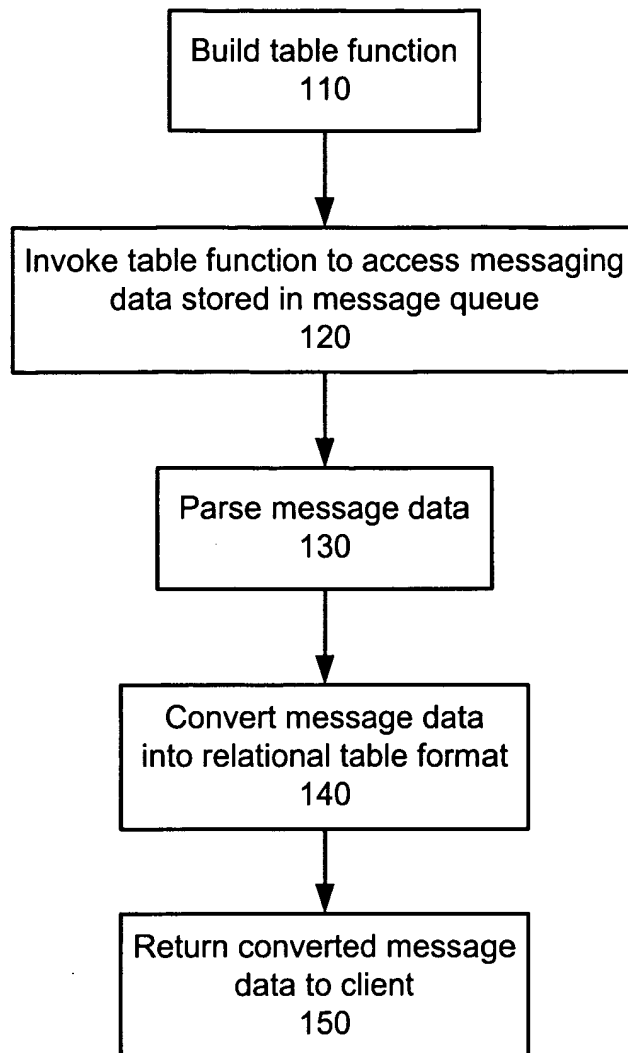 Build table function
110
Invoke table function to access messaging
data stored in message queue
120
Parse message data
130
Convert message data
into relational table format
140
Return converted message
data to client
150